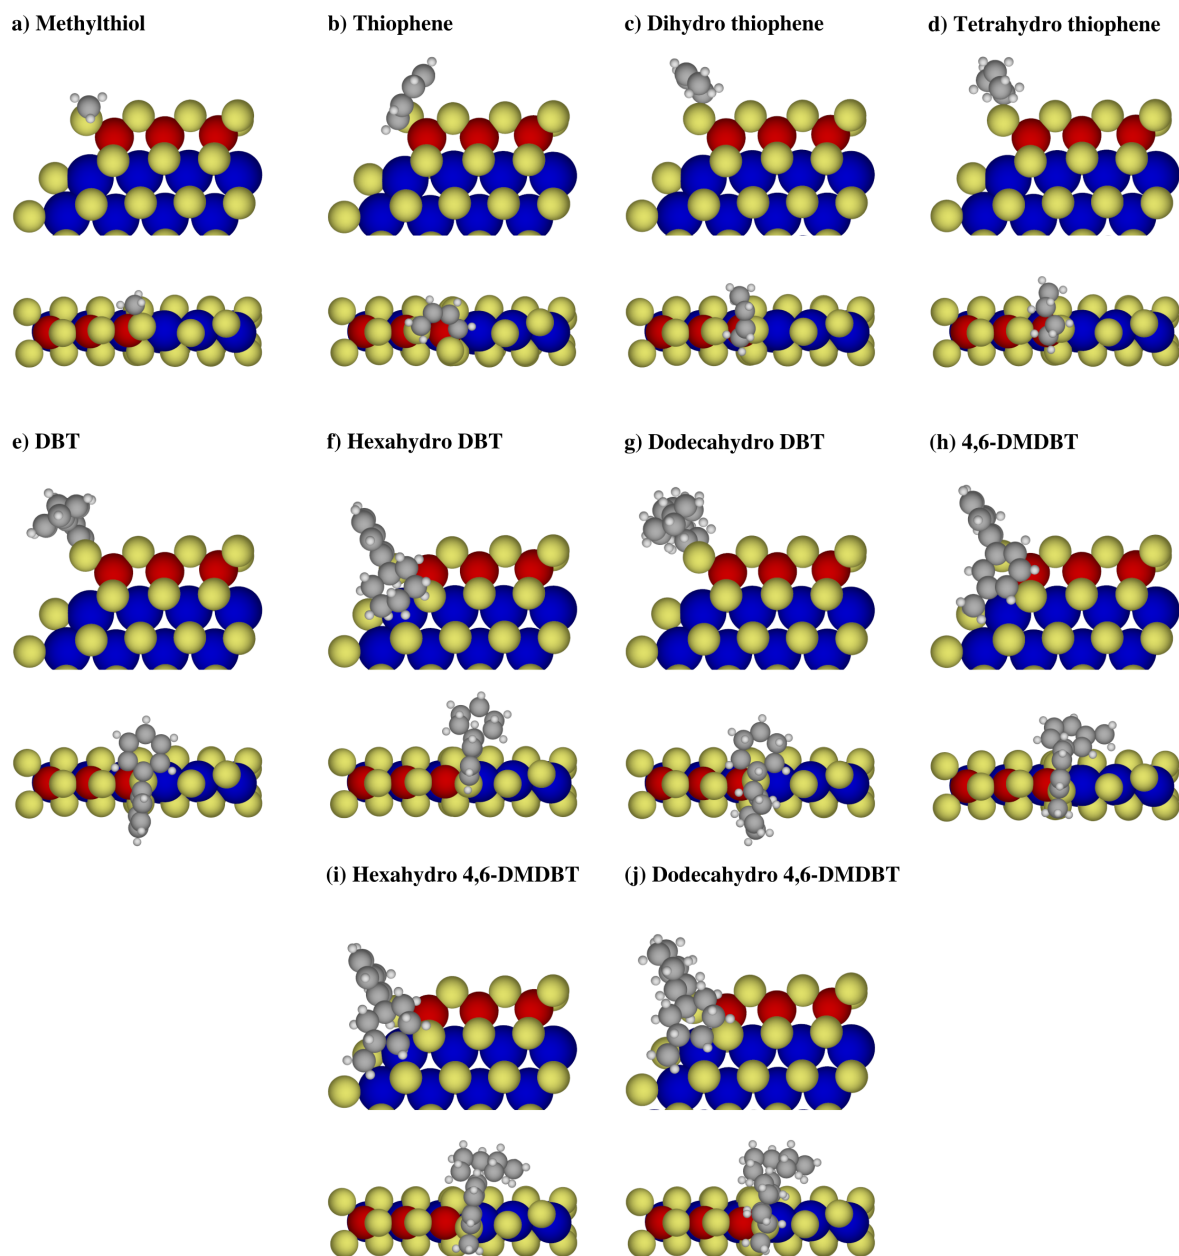 a) Methylthiol
b) Thiophene
c) Dihydro thiophene
d) Tetrahydro thiophene
e) DBT
f) Hexahydro DBT
g) Dodecahydro DBT
(h) 4,6-DMDBT
(i) Hexahydro 4,6-DMDBT
(j) Dodecahydro 4,6-DMDBT